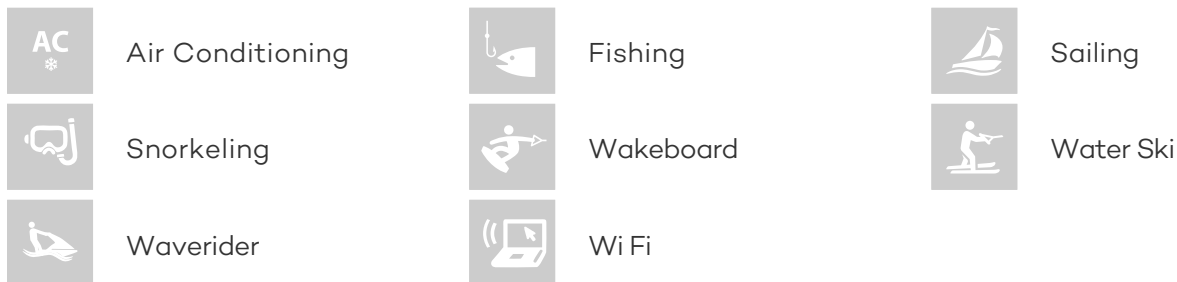 AC
Air Conditioning
Fishing
Sailing
Snorkeling
Wakeboard
Water Ski
Waverider
Wi Fi